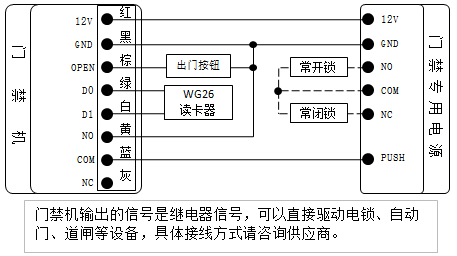 门禁机
12V 红
GND 黑
OPEN 棕
D0 绿
D1 白
NO 黄
COM 蓝
NC 灰
出门按钮
WG26
读卡器
常开锁
常闭锁
12V
GND
NO
COM
NC
PUSH
门禁专用电源
门禁机输出的信号是继电器信号，可以直接驱动电锁、自动
门、道闸等设备，具体接线方式请咨询供应商。